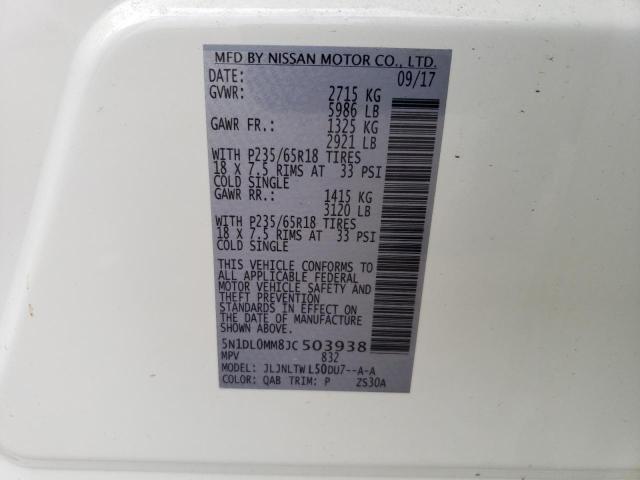 MFD BY NISSAN MOTOR CO., LTD.
DATE: 09/17
GVWR: 2715 KG
5986 LB
GAWR FR.: 1325 KG
2921 LB
WITH P235/65R18 TIRES
18 X 7.5 RIMS AT 33 PSI
COLD SINGLE
GAWR RR.: 1415 KG
3120 LB
WITH P235/65R18 TIRES
18 X 7.5 RIMS AT 33 PSI
COLD SINGLE
THIS VEHICLE CONFORMS TO
ALL APPLICABLE FEDERAL
MOTOR VEHICLE SAFETY AND
THEFT PREVENTION
STANDARDS IN EFFECT ON
THE DATE OF MANUFACTURE
SHOWN ABOVE.
5N1DL0MM8JC503938
MPV 832
MODEL: JLJNLTWL50DU7--A-A
COLOR: QAB TRIM: P ZS30A